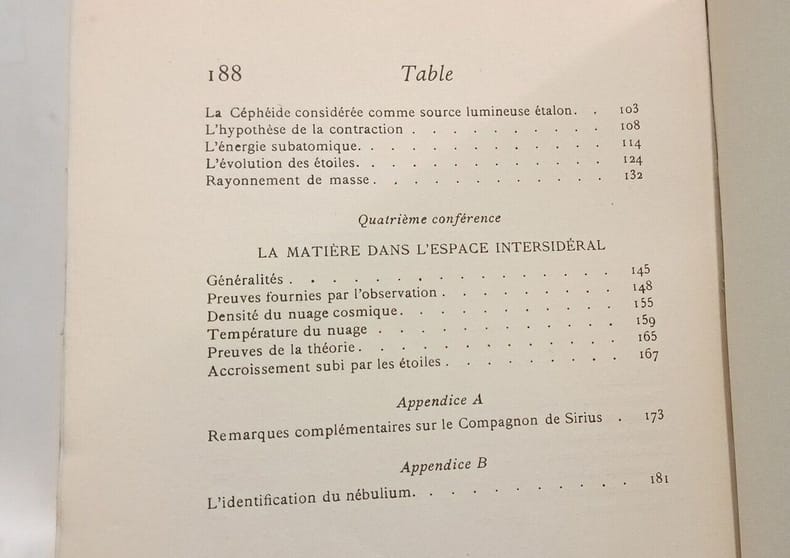 188 Table
La Céphéide considérée comme source lumineuse étalon. . 103
L'hypothèse de la contraction . . . . . . . . . . 108
L'énergie subatomique. . . . . . . . . . . . . 114
L'évolution des étoiles. . . . . . . . . . . . . 124
Rayonnement de masse. . . . . . . . . . . . 132
Quatrième conférence
LA MATIÈRE DANS L'ESPACE INTERSIDÉRAL
Généralités . . . . . . . . . . . . . . . . 145
Preuves fournies par l'observation . . . . . . . . 148
Densité du nuage cosmique. . . . . . . . . . . 155
Température du nuage . . . . . . . . . . . . 159
Preuves de la théorie. . . . . . . . . . . . . 165
Accroissement subi par les étoiles . . . . . . . . 167
Appendice A
Remarques complémentaires sur le Compagnon de Sirius . 173
Appendice B
L'identification du nébulium. . . . . . . . . . . 181